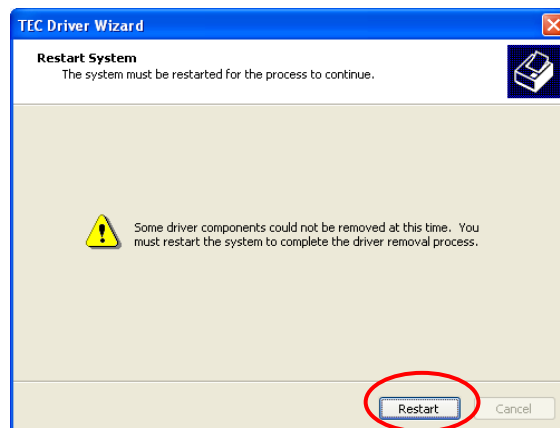 TEC Driver Wizard
Restart System
The system must be restarted for the process to continue.
Some driver components could not be removed at this time.  You
must restart the system to complete the driver removal process.
Restart
Cancel